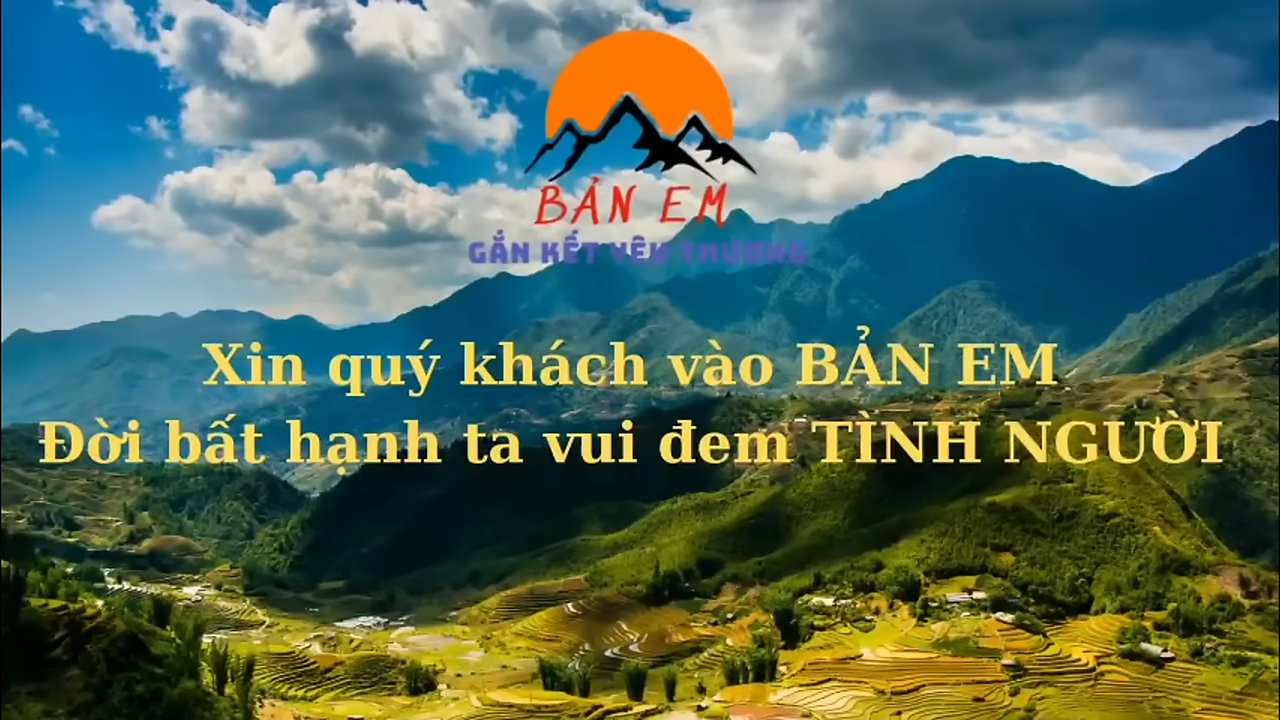 BẢN EM
GẮN KẾT YÊU THƯƠNG
Xin quý khách vào BẢN EM
Đời bất hạnh ta vui đem TÌNH NGƯỜI